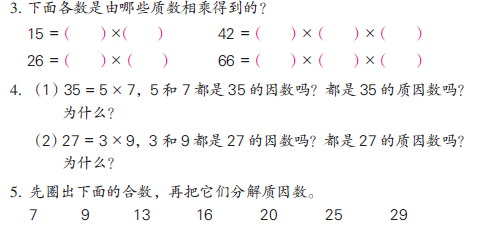 3. 下面各数是由哪些质数相乘得到的？
15 = (　　) × (　　)　　42 = (　　) × (　　) × (　　)
26 = (　　) × (　　)　　66 = (　　) × (　　) × (　　)
4. (1) 35 = 5 × 7，5 和 7 都是 35 的因数吗？都是 35 的质因数吗？
为什么？
(2) 27 = 3 × 9，3 和 9 都是 27 的因数吗？都是 27 的质因数吗？
为什么？
5. 先圈出下面的合数，再把它们分解质因数。
7　9　13　16　20　25　29